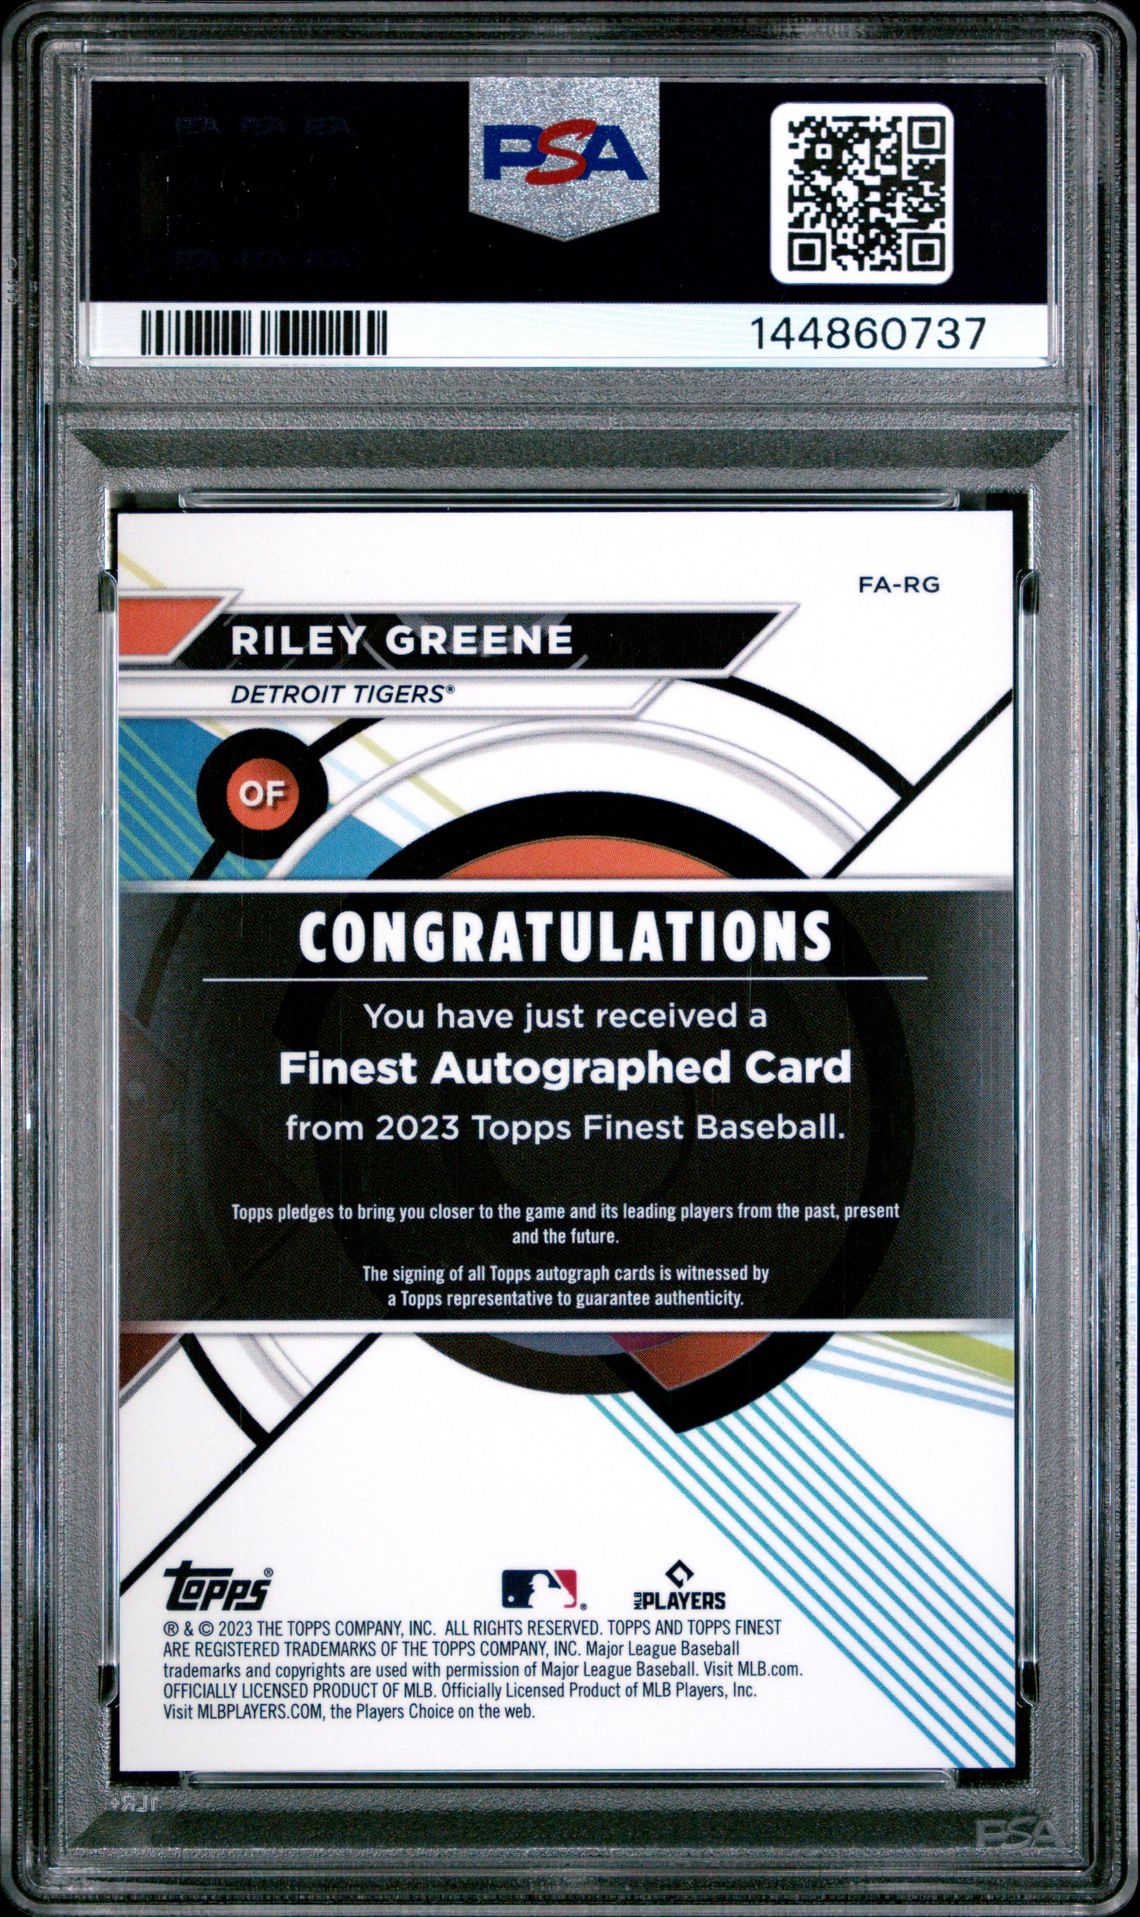 PSA
144860737
FA-RG
RILEY GREENE
DETROIT TIGERS®
OF
CONGRATULATIONS
You have just received a
Finest Autographed Card
from 2023 Topps Finest Baseball.
Topps pledges to bring you closer to the game and its leading players from the past, present
and the future.
The signing of all Topps autograph cards is witnessed by
a Topps representative to guarantee authenticity.
topps®
MLB PLAYERS
® & © 2023 THE TOPPS COMPANY, INC. ALL RIGHTS RESERVED. TOPPS AND TOPPS FINEST
ARE REGISTERED TRADEMARKS OF THE TOPPS COMPANY, INC. Major League Baseball
trademarks and copyrights are used with permission of Major League Baseball. Visit MLB.com.
OFFICIALLY LICENSED PRODUCT OF MLB. Officially Licensed Product of MLB Players, Inc.
Visit MLBPLAYERS.COM, the Players Choice on the web.
PSA